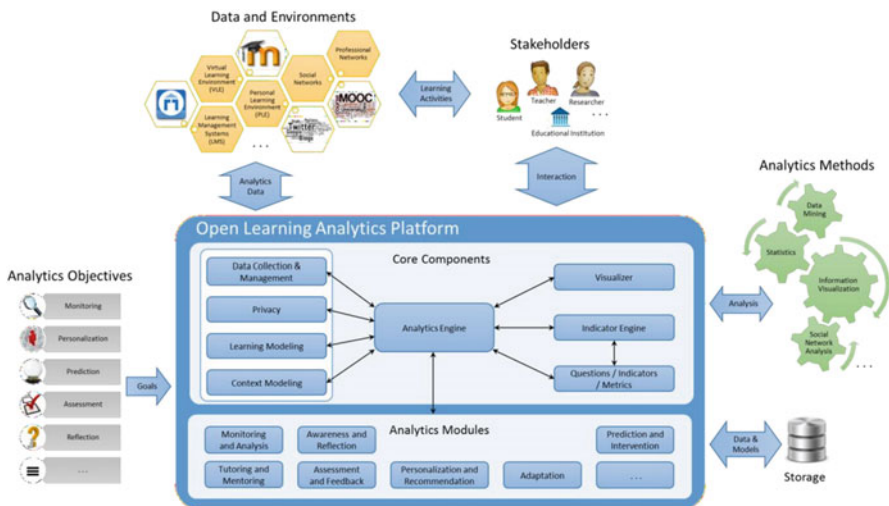 Data and Environments
Professional
Networks
Virtual
Learning
Environment
(VLE)
Social
Networks
Personal
Learning
Environment
(PLE)
MOOC
Learning
Management
Systems
(LMS)
Twitter
Blogs
...
Learning
Activities
Stakeholders
Student
Teacher
Researcher
...
Educational Institution
Analytics
Data
Interaction
Analytics Methods
Data
Mining
Statistics
Information
Visualization
Social
Network
Analysis
...
Analytics Objectives
Monitoring
Personalization
Prediction
Assessment
Reflection
...
Goals
Open Learning Analytics Platform
Core Components
Data Collection &
Management
Privacy
Learning Modeling
Context Modeling
Analytics Engine
Visualizer
Indicator Engine
Questions / Indicators
/ Metrics
Analysis
Analytics Modules
Monitoring
and Analysis
Awareness and
Reflection
Prediction and
Intervention
Tutoring and
Mentoring
Assessment
and Feedback
Personalization and
Recommendation
Adaptation
...
Data &
Models
Storage